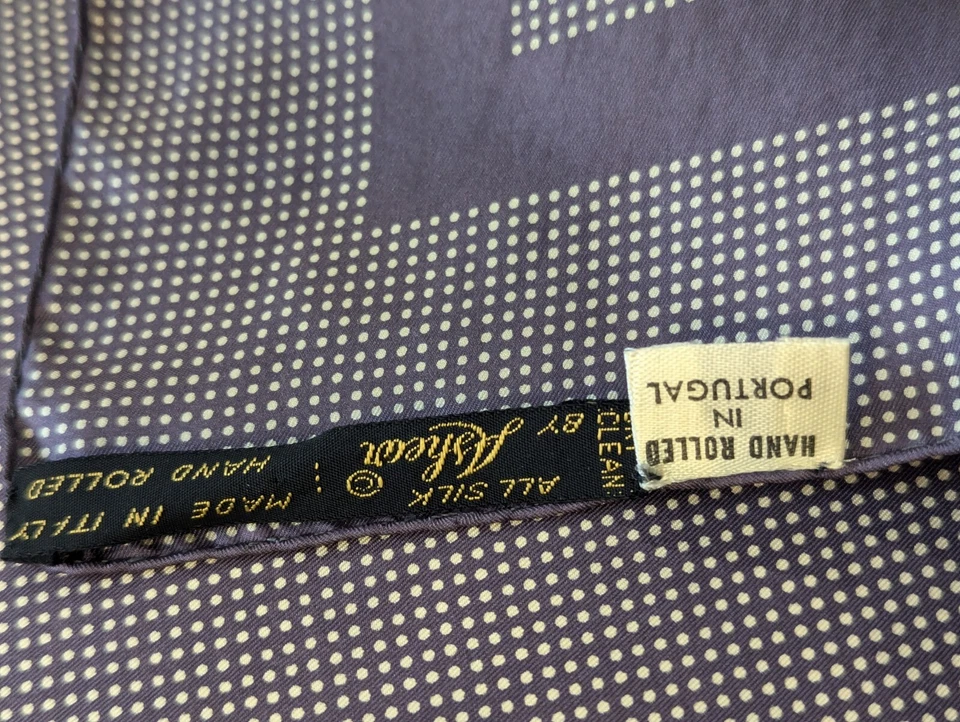 HAND ROLLED
IN
PORTUGAL
CLEAN
ALL SILK
BY Ashear ©
MADE IN ITALY
HAND ROLLED